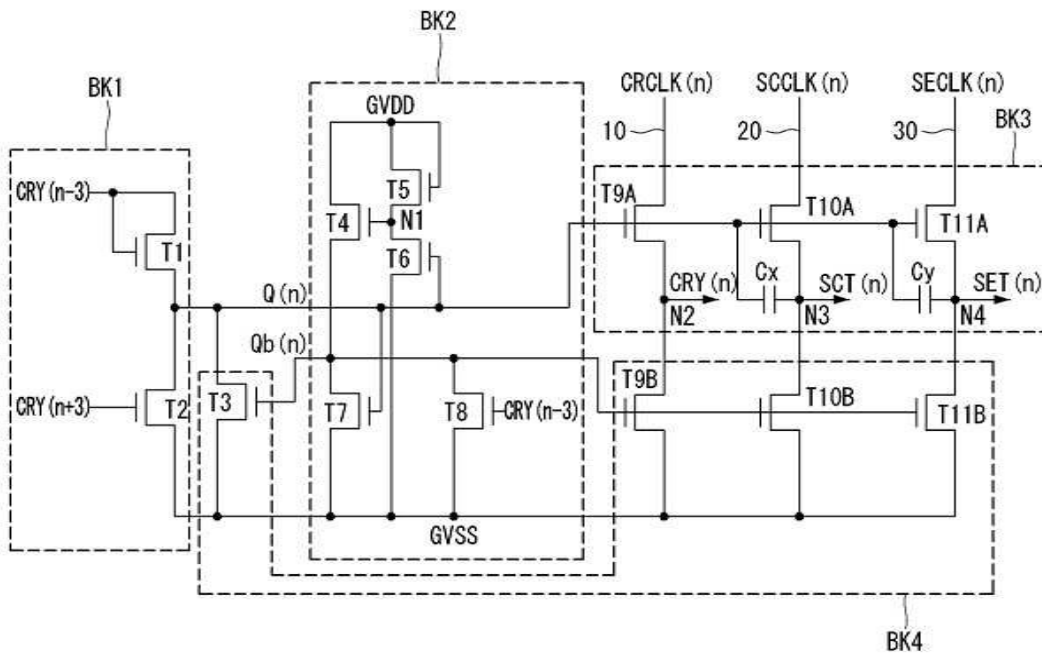 BK2
BK1
CRCLK(n)
SCCLK(n)
SECLK(n)
GVDD
10
20
30
BK3
CRY(n-3)
T5
T9A
T10A
T11A
T4
N1
T1
T6
Cx
Cy
CRY(n)
SCT(n)
SET(n)
Q(n)
N2
N3
N4
Qb(n)
T9B
CRY(n+3)
T2
T3
T7
T8
CRY(n-3)
T10B
T11B
GVSS
BK4